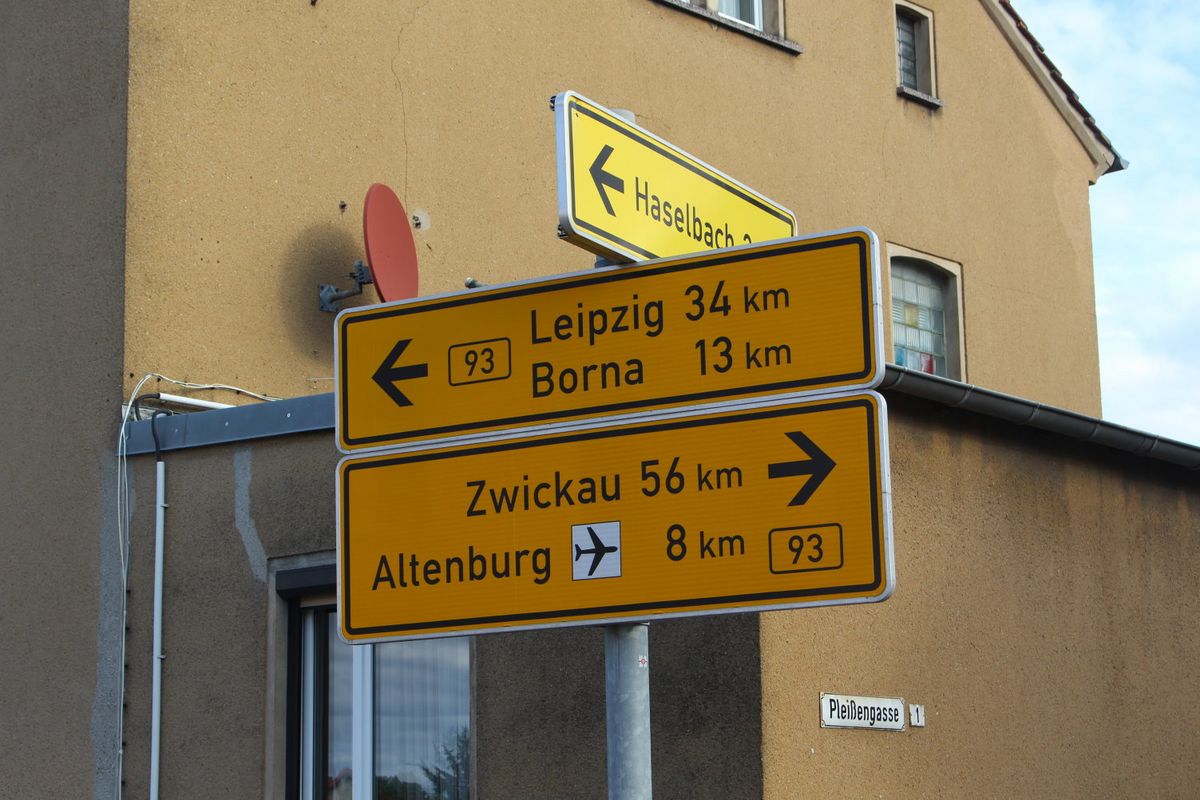 Haselbach
93 Leipzig 34 km
Borna 13 km
Zwickau 56 km
Altenburg 8 km 93
Pleißengasse 1